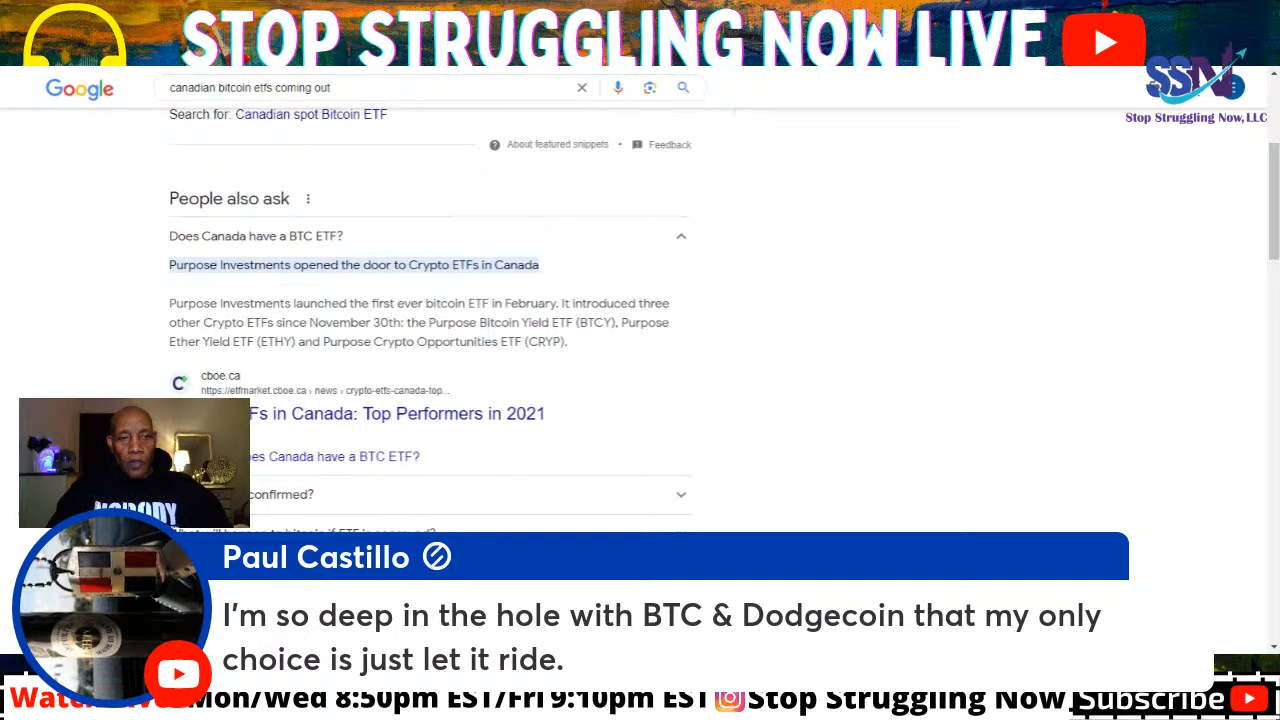 STOP STRUGGLING NOW LIVE
Google
canadian bitcoin etfs coming out
SSN
Stop Struggling Now, LLC
Search for: Canadian spot Bitcoin ETF
About featured snippets • Feedback
People also ask
Does Canada have a BTC ETF?
Purpose Investments opened the door to Crypto ETFs in Canada
Purpose Investments launched the first ever bitcoin ETF in February. It introduced three
other Crypto ETFs since November 30th: the Purpose Bitcoin Yield ETF (BTCY), Purpose
Ether Yield ETF (ETHY) and Purpose Crypto Opportunities ETF (CRYP).
cboe.ca
https://etfmarket.cboe.ca › news › crypto-etfs-canada-top...
Fs in Canada: Top Performers in 2021
es Canada have a BTC ETF?
confirmed?
NOBODY
Paul Castillo
I'm so deep in the hole with BTC & Dodgecoin that my only
choice is just let it ride.
Mon/Wed 8:50pm EST/Fri 9:10pm EST
Stop Struggling Now.
Subscribe